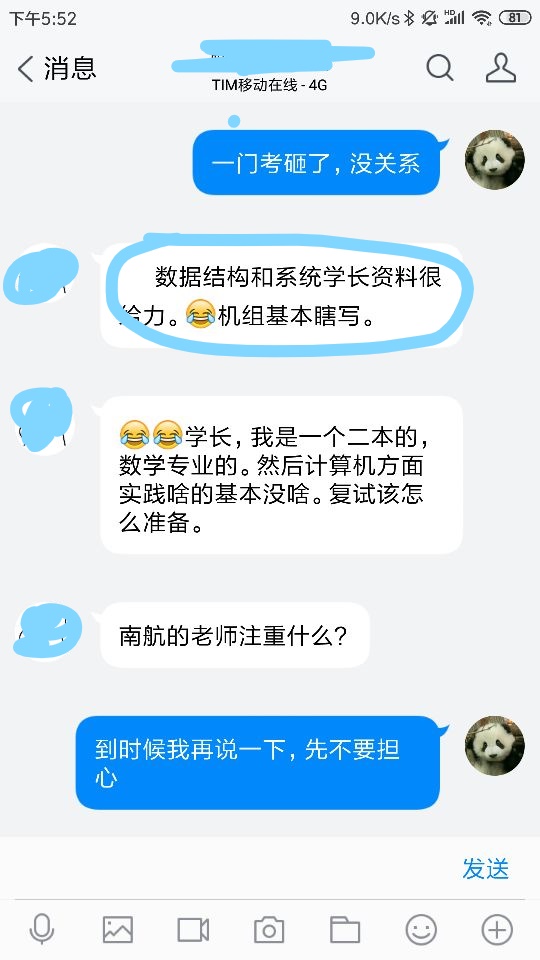 下午5:52
9.0K/s
HD
81
消息
TIM移动在线 - 4G
一门考砸了，没关系
数据结构和系统学长资料很
给力。😂机组基本瞎写。
😂😂学长，我是一个二本的，
数学专业的。然后计算机方面
实践啥的基本没啥。复试该怎
么准备。
南航的老师注重什么？
到时候我再说一下，先不要担
心
发送